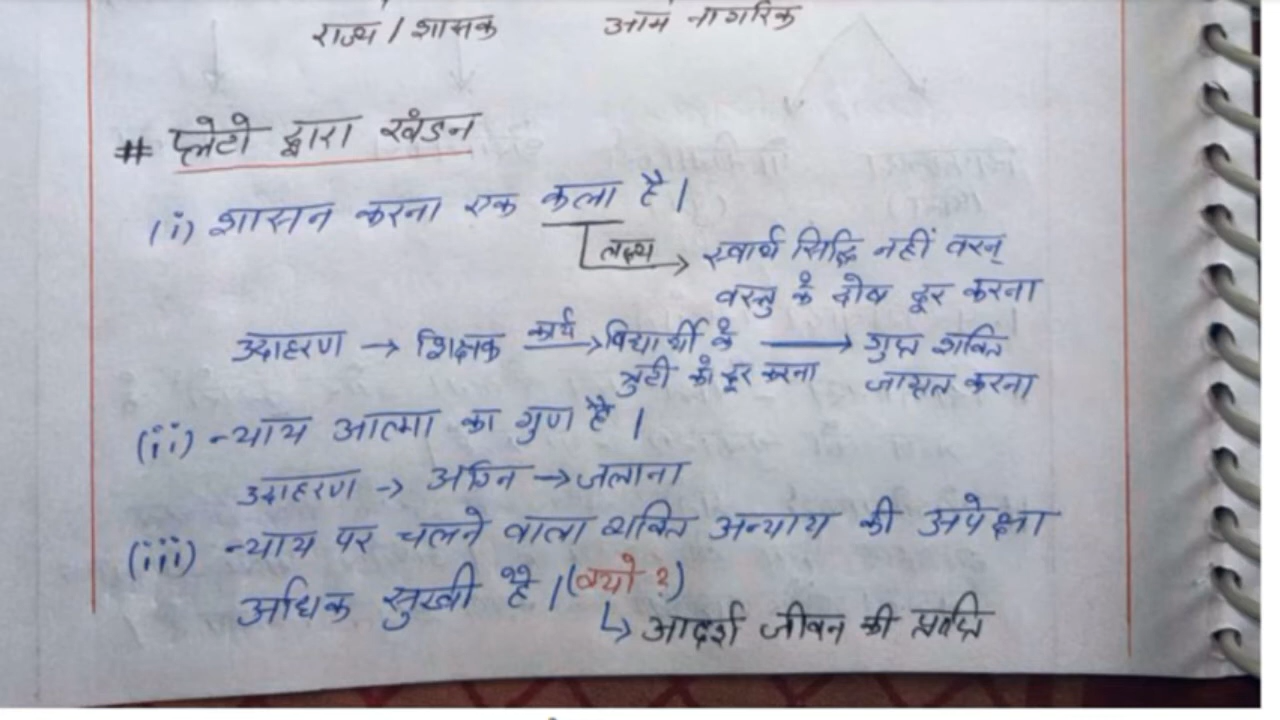 राज्य / शासक आम नागरिक
# प्लेटो द्वारा खंडन
(i) शासन करना एक कला है।
लक्ष्य → स्वार्थ सिद्धि नहीं वरन्
वस्तु के दोष दूर करना
उदाहरण → शिक्षक कार्य → विद्यार्थी के → गुप्त शक्ति
त्रुटी को दूर करना जाग्रत करना
(ii) न्याय आत्मा का गुण है।
उदाहरण → अग्नि → जलाना
(iii) न्याय पर चलने वाला व्यक्ति अन्याय की अपेक्षा
अधिक सुखी है। (क्यों ?)
↳ आदर्श जीवन की